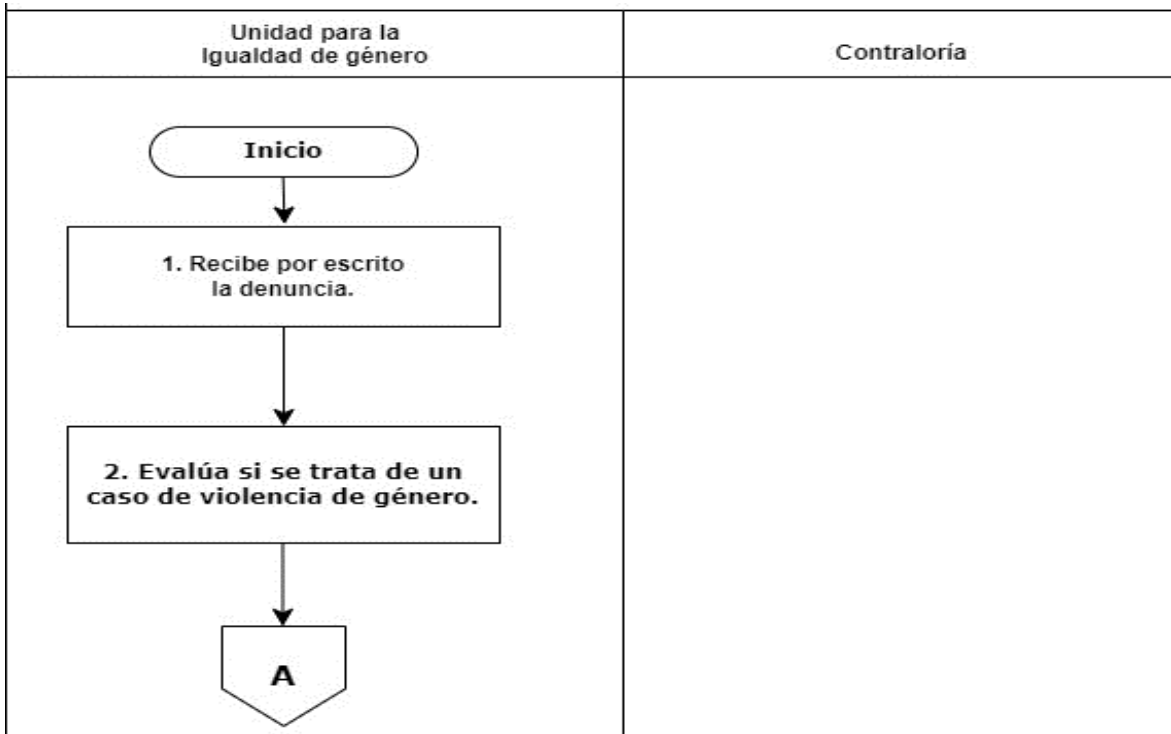 Unidad para la
Igualdad de género
Contraloría
Inicio
1. Recibe por escrito
la denuncia.
2. Evalúa si se trata de un
caso de violencia de género.
A